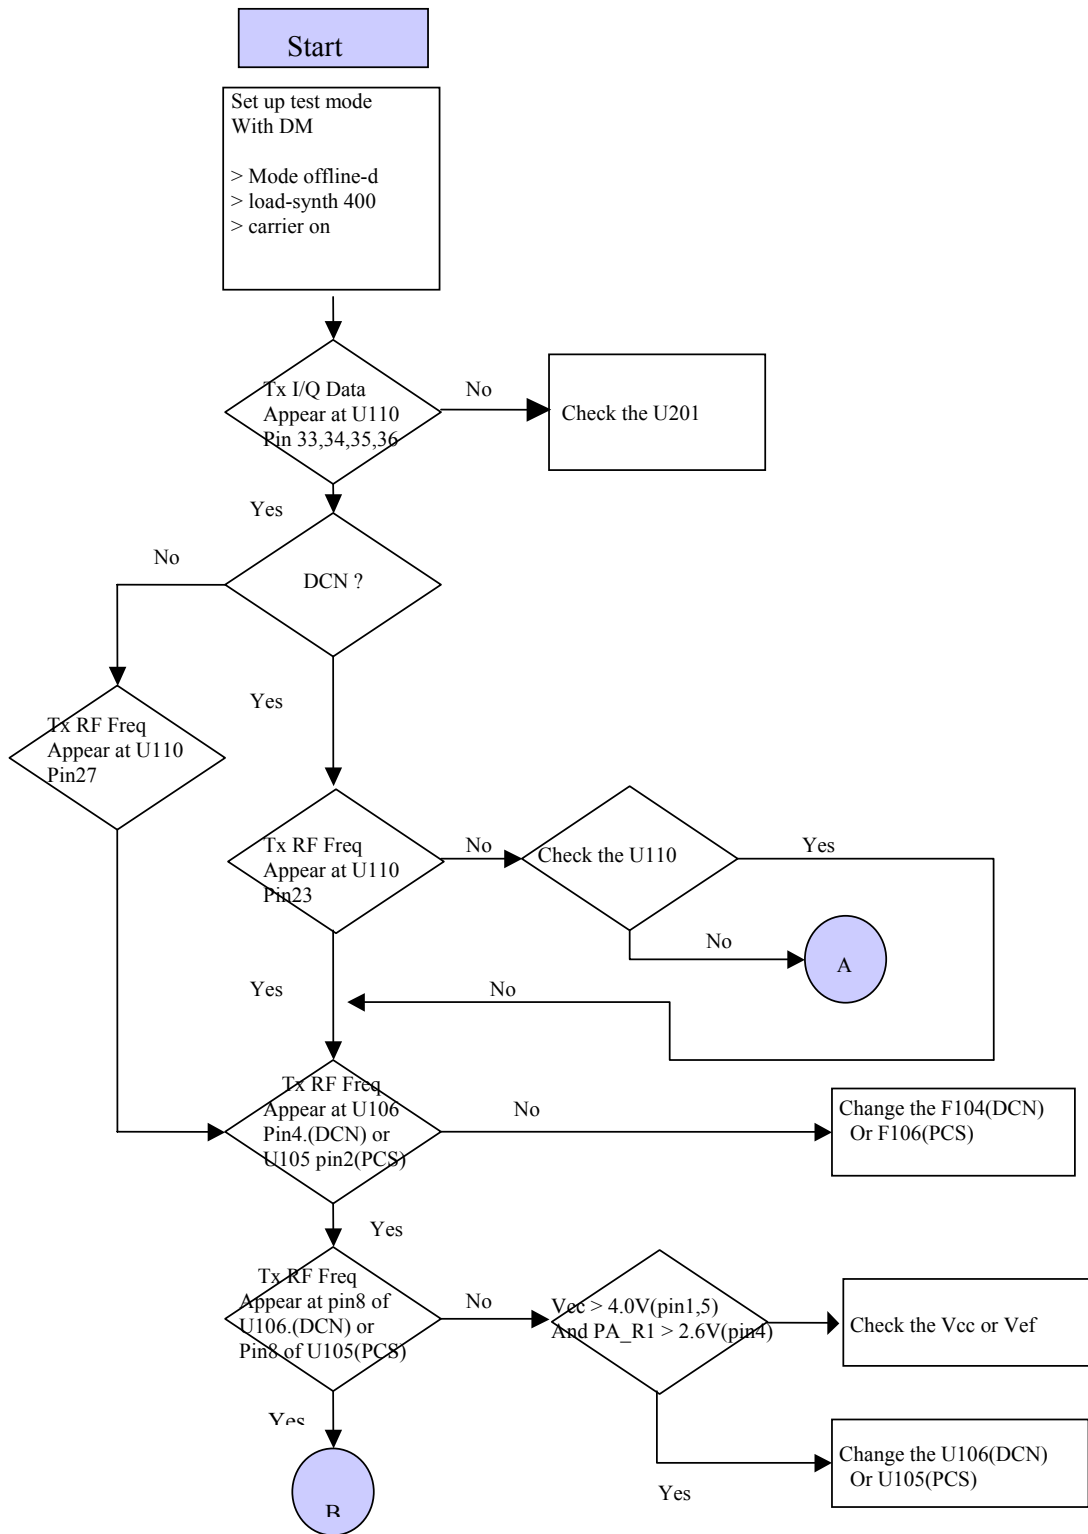 Start
Set up test mode
With DM
> Mode offline-d
> load-synth 400
> carrier on
Tx I/Q Data
Appear at U110
Pin 33,34,35,36
No
Check the U201
Yes
No
DCN ?
Yes
Tx RF Freq
Appear at U110
Pin27
Tx RF Freq
Appear at U110
Pin23
No
Check the U110
Yes
No
A
Yes
No
Tx RF Freq
Appear at U106
Pin4.(DCN) or
U105 pin2(PCS)
No
Change the F104(DCN)
Or F106(PCS)
Yes
Tx RF Freq
Appear at pin8 of
U106.(DCN) or
Pin8 of U105(PCS)
No
Vcc > 4.0V(pin1,5)
And PA_R1 > 2.6V(pin4)
Check the Vcc or Vef
Yes
B
Yes
Change the U106(DCN)
Or U105(PCS)